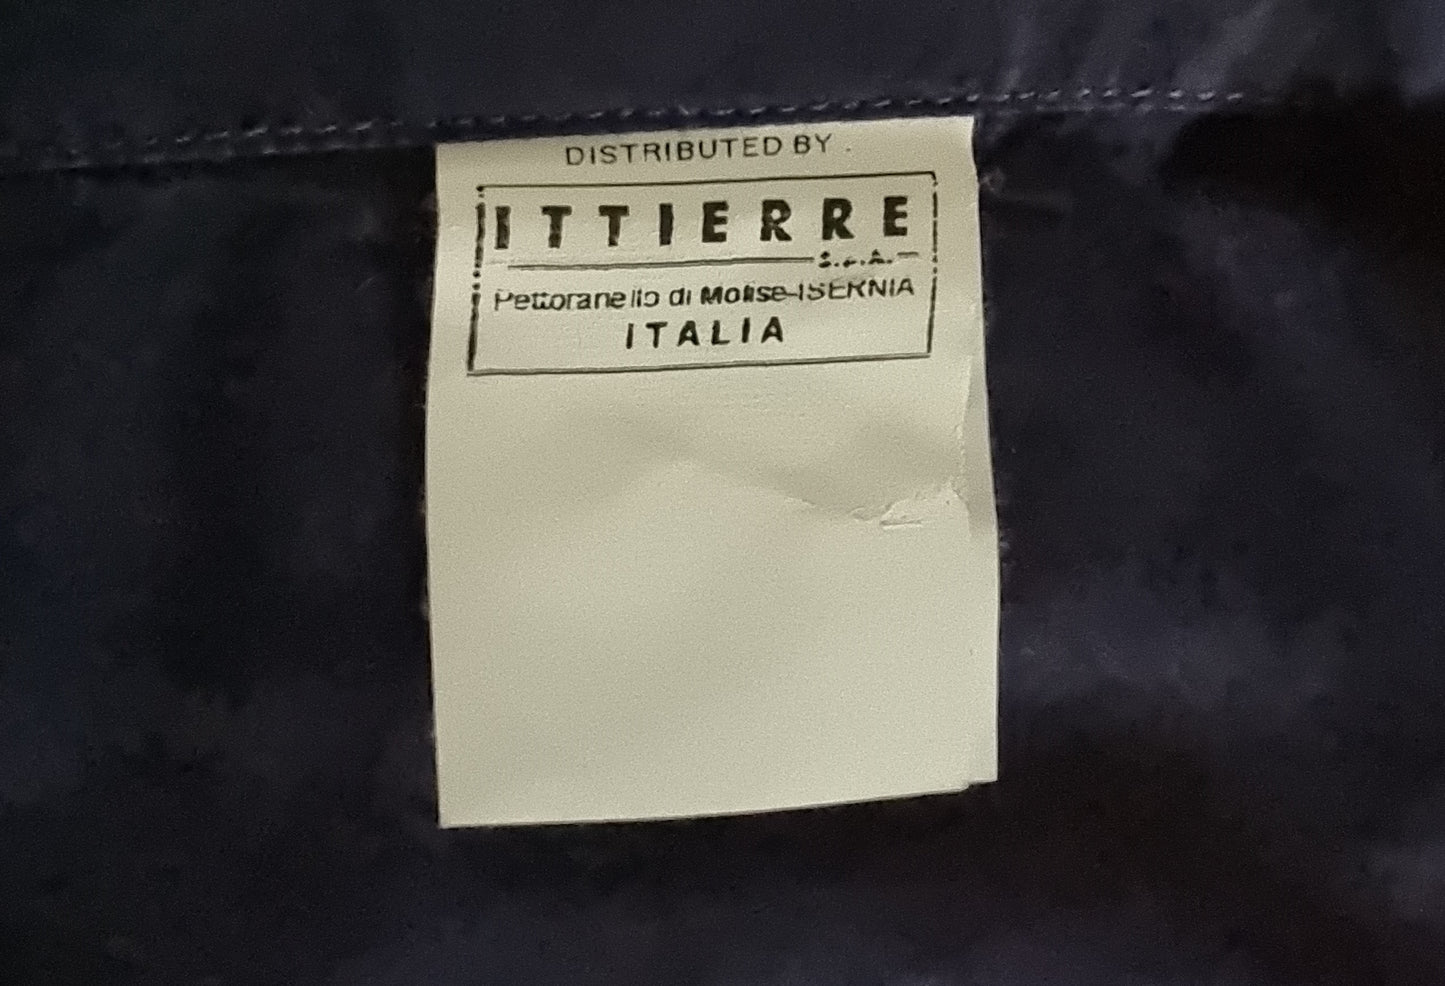 DISTRIBUTED BY
ITTIERRE
S.p.A.
Pettoranello di Molise-ISERNIA
ITALIA